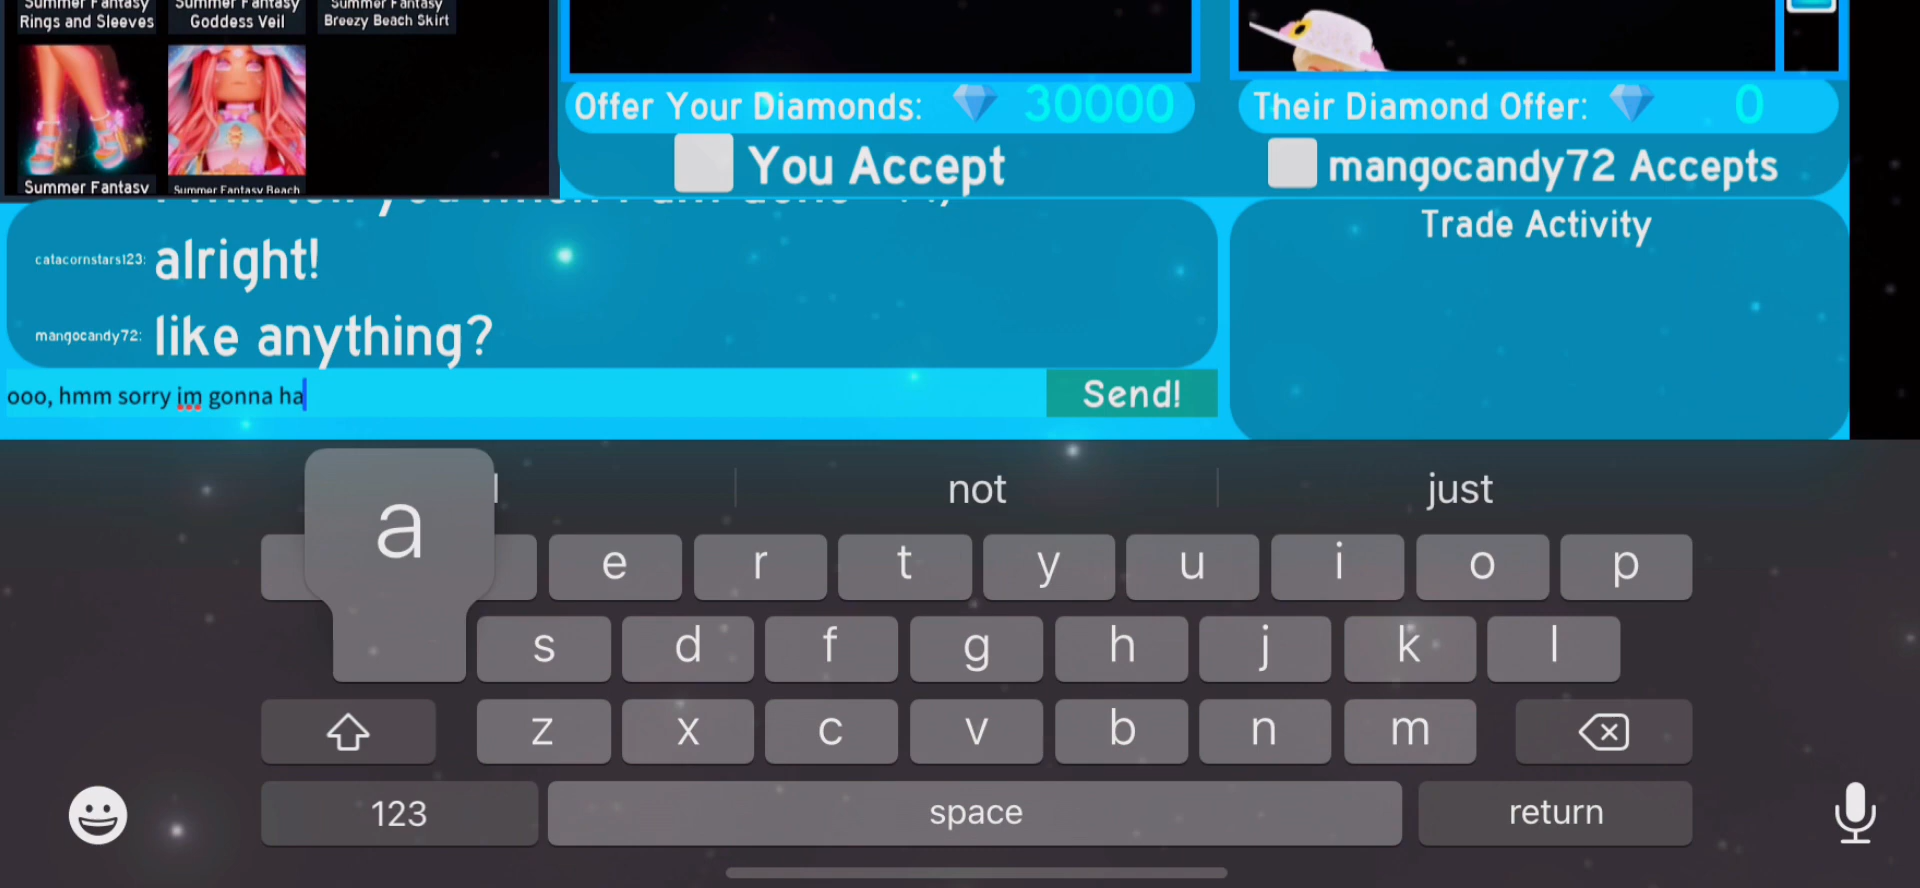 Summer Fantasy
Rings and Sleeves
Summer Fantasy
Goddess Veil
Summer Fantasy
Breezy Beach Skirt
Summer Fantasy
Summer Fantasy Beach
Offer Your Diamonds: 30000
You Accept
Their Diamond Offer: 0
mangocandy72 Accepts
catacornstars123: alright!
mangocandy72: like anything?
ooo, hmm sorry im gonna ha
Send!
Trade Activity
not just
a
e r t y u i o p
s d f g h j k l
z x c v b n m
123 space return